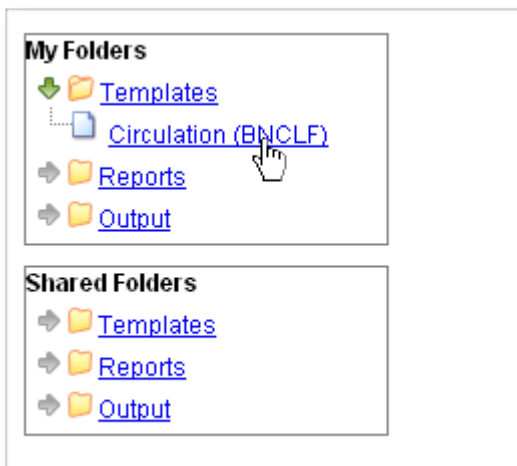 My Folders
Templates
Circulation (BNCLF)
Reports
Output
Shared Folders
Templates
Reports
Output